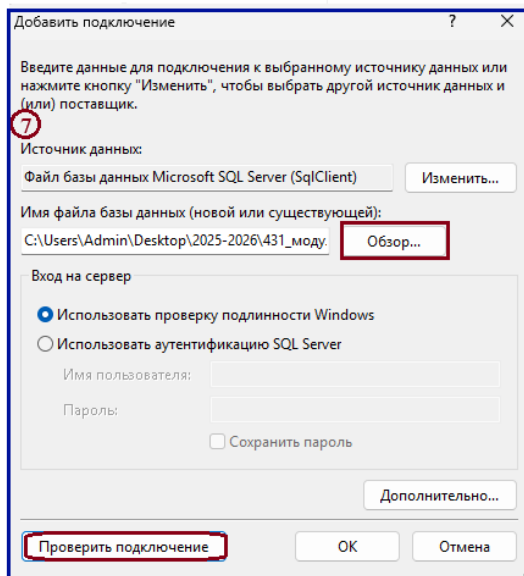 Добавить подключение
?
Введите данные для подключения к выбранному источнику данных или
нажмите кнопку "Изменить", чтобы выбрать другой источник данных и
(или) поставщик.
7
Источник данных:
Файл базы данных Microsoft SQL Server (SqlClient)
Изменить...
Имя файла базы данных (новой или существующей):
C:\Users\Admin\Desktop\2025-2026\431_моду.
Обзор...
Вход на сервер
Использовать проверку подлинности Windows
Использовать аутентификацию SQL Server
Имя пользователя:
Пароль:
Сохранить пароль
Дополнительно...
Проверить подключение
ОК
Отмена